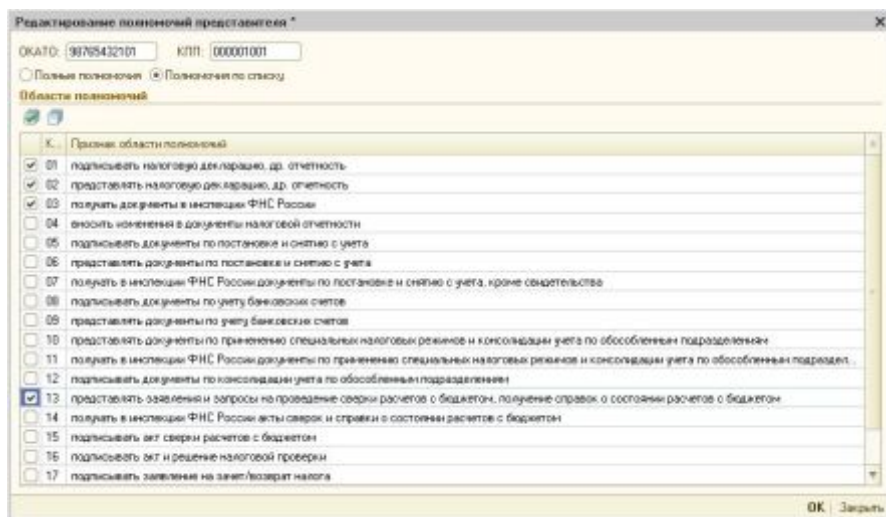 Редактирование полномочий представителя *
ОКАТО: 98765432101 КПП: 000001001
Полные полномочия Полномочия по списку
Области полномочий
К... Признак области полномочий
01 подписывать налоговую декларацию, др. отчетность
02 представлять налоговую декларацию, др. отчетность
03 получать документы в инспекции ФНС России
04 вносить изменения в документы налоговой отчетности
05 подписывать документы по постановке и снятию с учета
06 представлять документы по постановке и снятию с учета
07 получать в инспекции ФНС России документы по постановке и снятию с учета, кроме свидетельства
08 подписывать документы по учету банковских счетов
09 представлять документы по учету банковских счетов
10 представлять документы по применению специальных налоговых режимов и консолидации учета по обособленным подразделениям
11 получать в инспекции ФНС России документы по применению специальных налоговых режимов и консолидации учета по обособленным подраздел...
12 подписывать документы по консолидации учета по обособленным подразделениям
13 представлять заявления и запросы на проведение сверки расчетов с бюджетом, получение справок о состоянии расчетов с бюджетом
14 получать в инспекции ФНС России акты сверок и справки о состоянии расчетов с бюджетом
15 подписывать акт сверки расчетов с бюджетом
16 подписывать акт и решение налоговой проверки
17 подписывать заявление на зачет/возврат налога
OK Закрыть